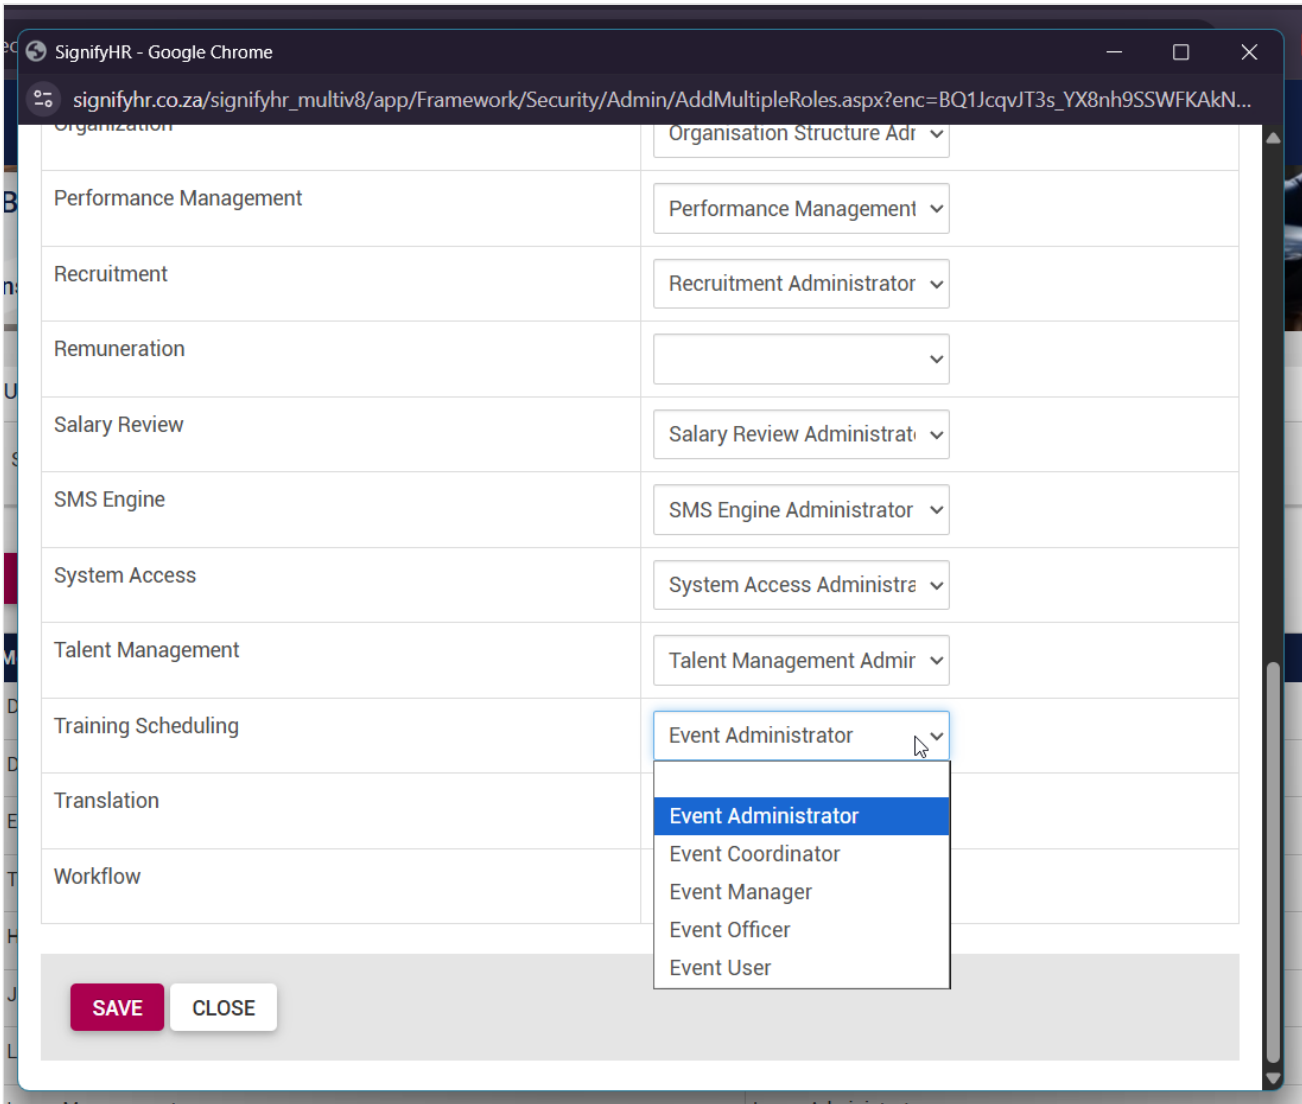 SignifyHR - Google Chrome
signifyhr.co.za/signifyhr_multiv8/app/Framework/Security/Admin/AddMultipleRoles.aspx?enc=BQ1JcqvJT3s_YX8nh9SSWFKAkN...
Organization
Organisation Structure Adr
Performance Management
Performance Management
Recruitment
Recruitment Administrator
Remuneration
Salary Review
Salary Review Administrat
SMS Engine
SMS Engine Administrator
System Access
System Access Administra
Talent Management
Talent Management Admir
Training Scheduling
Event Administrator
Translation
Event Administrator
Event Coordinator
Workflow
Event Manager
Event Officer
Event User
SAVE
CLOSE